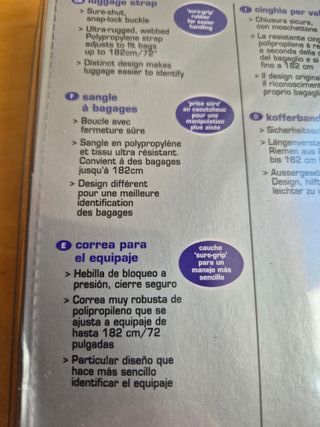 luggage strap
> Sure-shut,
snap-lock buckle
> Ultra-rugged, webbed
Polypropylene strap
adjusts to fit bags
up to 182cm/72"
> Distinct design makes
luggage easier to identify
'sure-grip'
rubber
for easier
handling
F sangle
à bagages
> Boucle avec
fermeture sûre
> Sangle en polypropylène
et tissu ultra résistant.
Convient à des bagages
jusqu'à 182cm
> Design différent
pour une meilleure
identification
des bagages
'prise sûre'
en caoutchouc
pour une
manipulation
plus aisée
E correa para
el equipaje
> Hebilla de bloqueo a
presión, cierre seguro
> Correa muy robusta de
polipropileno que se
ajusta a equipaje de
hasta 182 cm/72
pulgadas
> Particular diseño que
hace más sencillo
identificar el equipaje
caucho
'sure-grip'
para un
manejo más
sencillo
I cinghia per val
> Chiusura sicura,
con moschettone
> La resistente cing
polipropilene è r
a seconda della d
del bagaglio e si
fino a 182 cm
> Il design original
il riconoscimen
proprio bagagli
D kofferband
> Sicherheitssch
> Längenverste
Riemen aus P
bis 182 cm
> Aussergewö
Design, hilft
leichter zu i